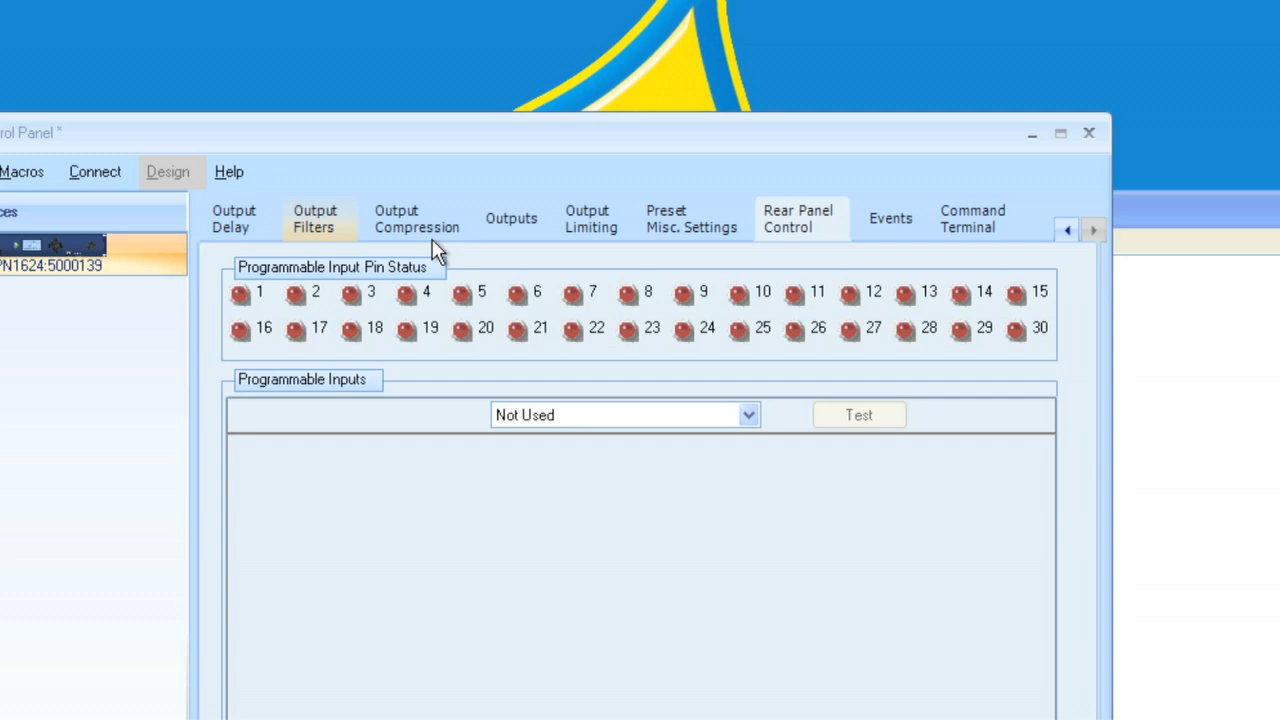 rol Panel *
Macros Connect Design Help
ces
Output Delay Output Filters Output Compression Outputs Output Limiting Preset Misc. Settings Rear Panel Control Events Command Terminal
PN1624:5000139
Programmable Input Pin Status
1 2 3 4 5 6 7 8 9 10 11 12 13 14 15
16 17 18 19 20 21 22 23 24 25 26 27 28 29 30
Programmable Inputs
Not Used Test